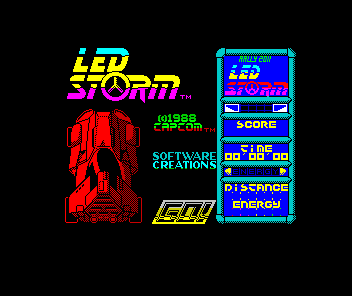 LED
STORM TM
(C)1988
CAPCOM TM
SOFTWARE
CREATIONS
GO!
RALLY 2011
LED
STORM
SCORE
TIME
00'00'00
DISTANCE
ENERGY